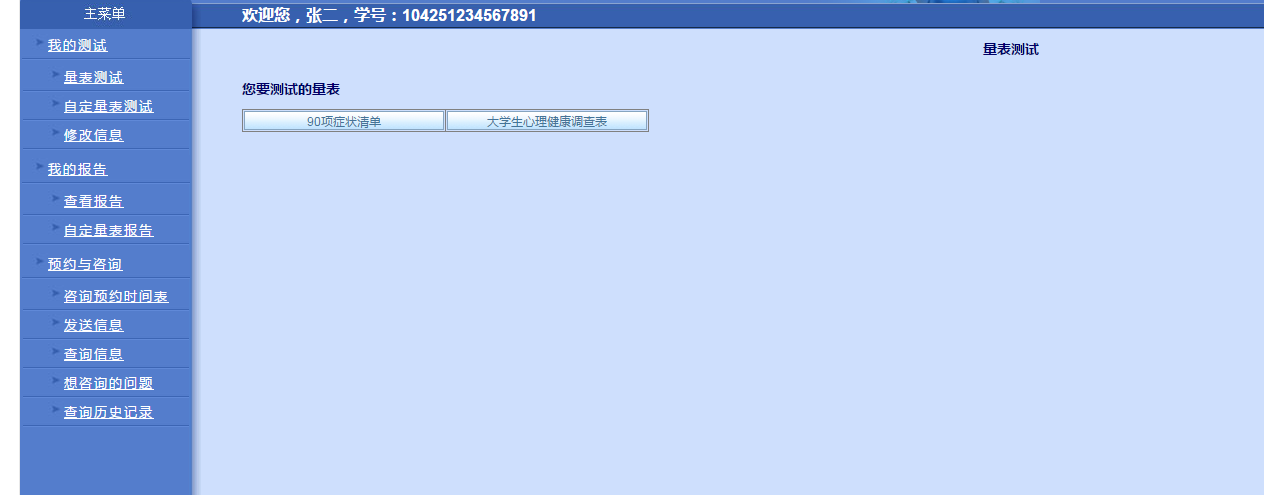 主菜单
欢迎您，张二，学号：104251234567891
我的测试
量表测试
自定量表测试
修改信息
我的报告
查看报告
自定量表报告
预约与咨询
咨询预约时间表
发送信息
查询信息
想咨询的问题
查询历史记录
量表测试
您要测试的量表
90项症状清单
大学生心理健康调查表